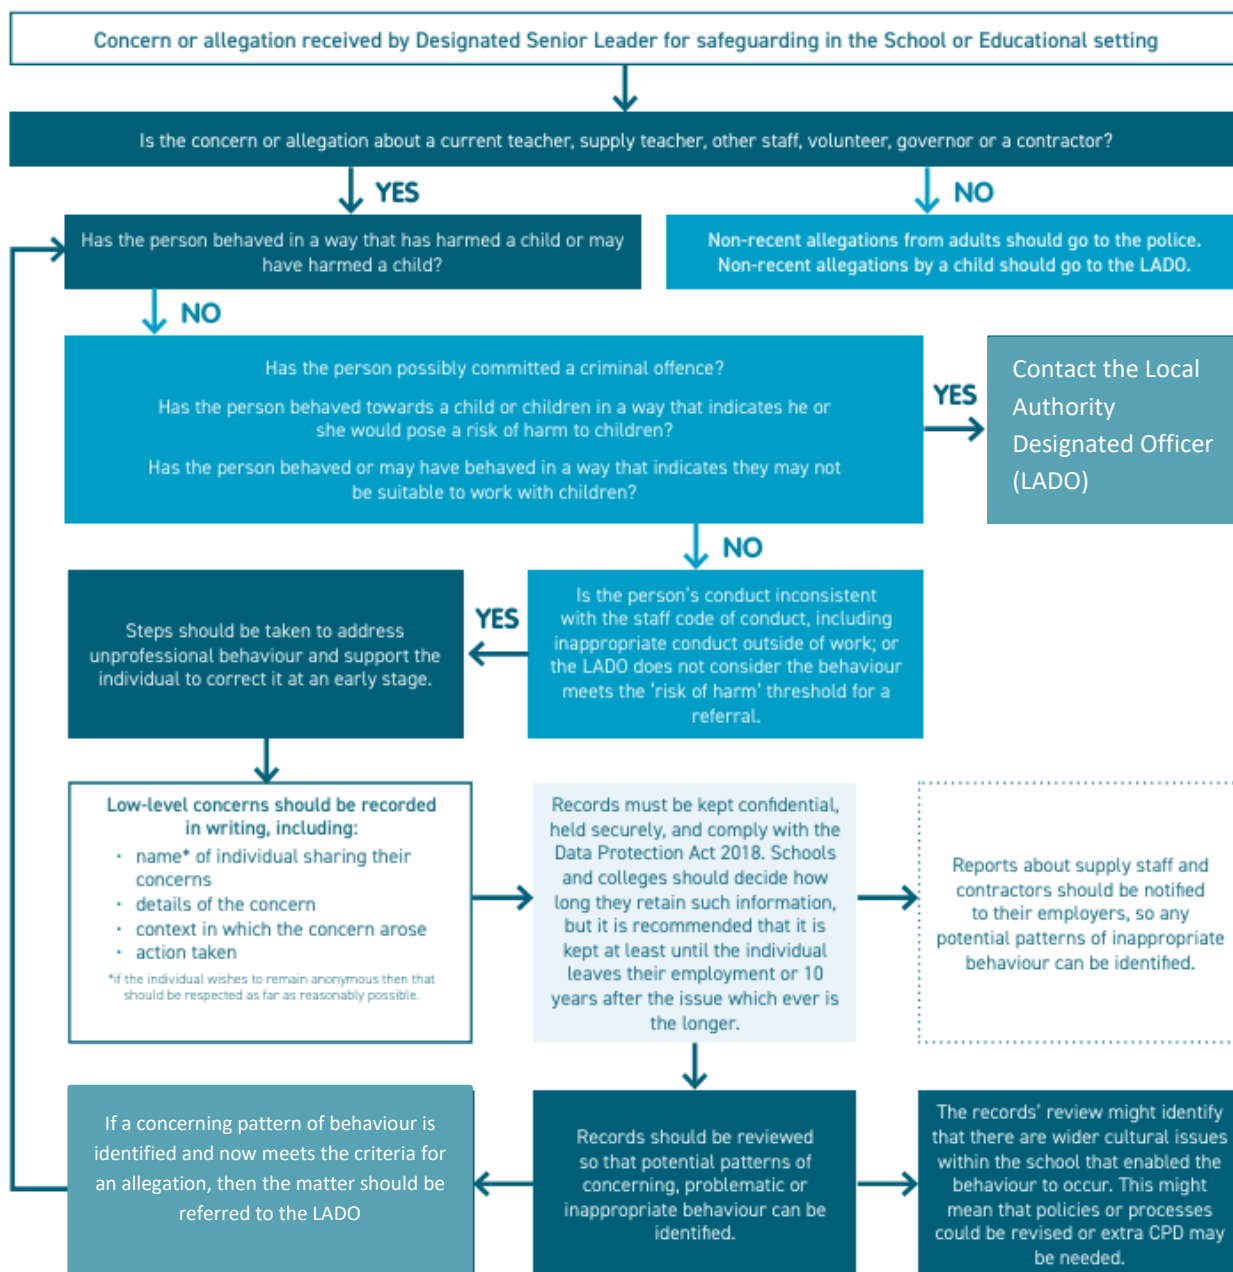 Concern or allegation received by Designated Senior Leader for safeguarding in the School or Educational setting
Is the concern or allegation about a current teacher, supply teacher, other staff, volunteer, governor or a contractor?
YES
NO
Has the person behaved in a way that has harmed a child or may
have harmed a child?
Non-recent allegations from adults should go to the police.
Non-recent allegations by a child should go to the LADO.
NO
Has the person possibly committed a criminal offence?
Has the person behaved towards a child or children in a way that indicates he or
she would pose a risk of harm to children?
Has the person behaved or may have behaved in a way that indicates they may not
be suitable to work with children?
YES
Contact the Local
Authority
Designated Officer
(LADO)
NO
Is the person's conduct inconsistent
with the staff code of conduct, including
inappropriate conduct outside of work; or
the LADO does not consider the behaviour
meets the 'risk of harm' threshold for a
referral.
YES
Steps should be taken to address
unprofessional behaviour and support the
individual to correct it at an early stage.
Low-level concerns should be recorded
in writing, including:
· name* of individual sharing their
concerns
· details of the concern
· context in which the concern arose
· action taken
*if the individual wishes to remain anonymous then that
should be respected as far as reasonably possible.
Records must be kept confidential,
held securely, and comply with the
Data Protection Act 2018. Schools
and colleges should decide how
long they retain such information,
but it is recommended that it is
kept at least until the individual
leaves their employment or 10
years after the issue which ever is
the longer.
Reports about supply staff and
contractors should be notified
to their employers, so any
potential patterns of inappropriate
behaviour can be identified.
If a concerning pattern of behaviour is
identified and now meets the criteria for
an allegation, then the matter should be
referred to the LADO
Records should be reviewed
so that potential patterns of
concerning, problematic or
inappropriate behaviour can be
identified.
The records' review might identify
that there are wider cultural issues
within the school that enabled the
behaviour to occur. This might
mean that policies or processes
could be revised or extra CPD may
be needed.